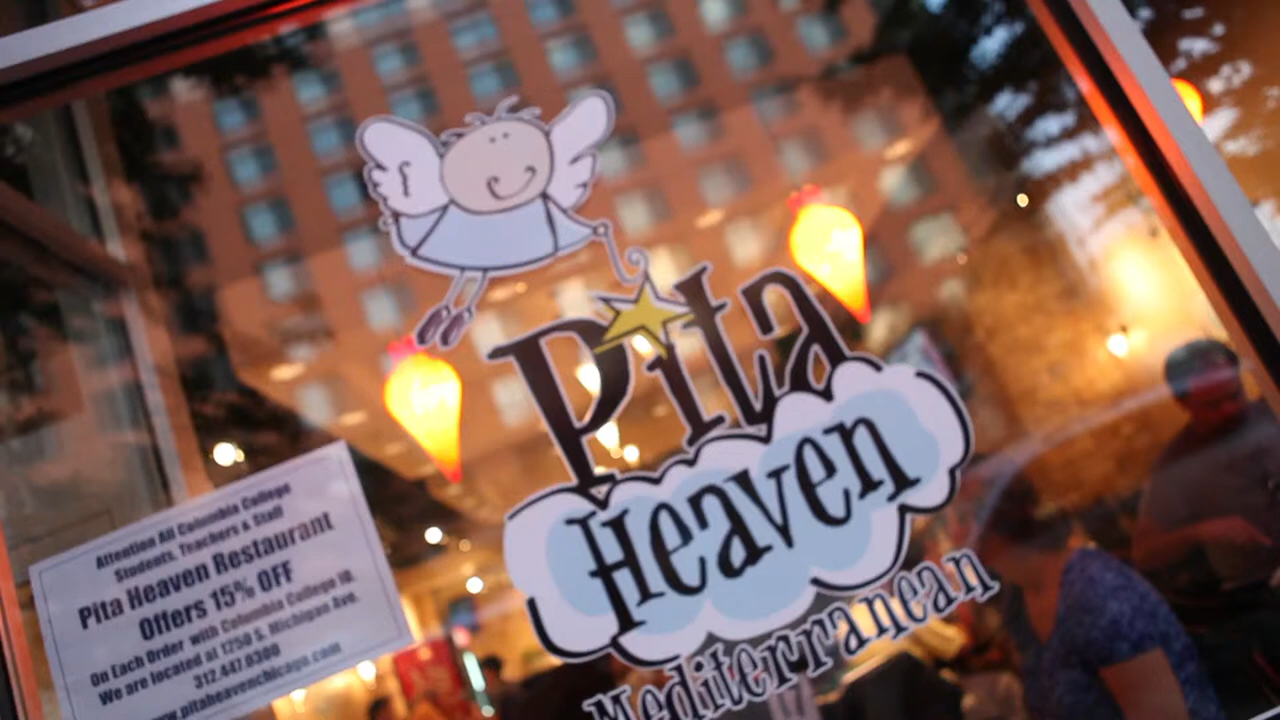 Pita
Heaven
Mediterranean
Attention All Columbia College
Students, Teachers & Staff
Pita Heaven Restaurant
Offers 15% OFF
On Each Order with Columbia College ID.
We are located at 1250 S. Michigan Ave.
312.447.0300
www.pitaheavenchicago.com